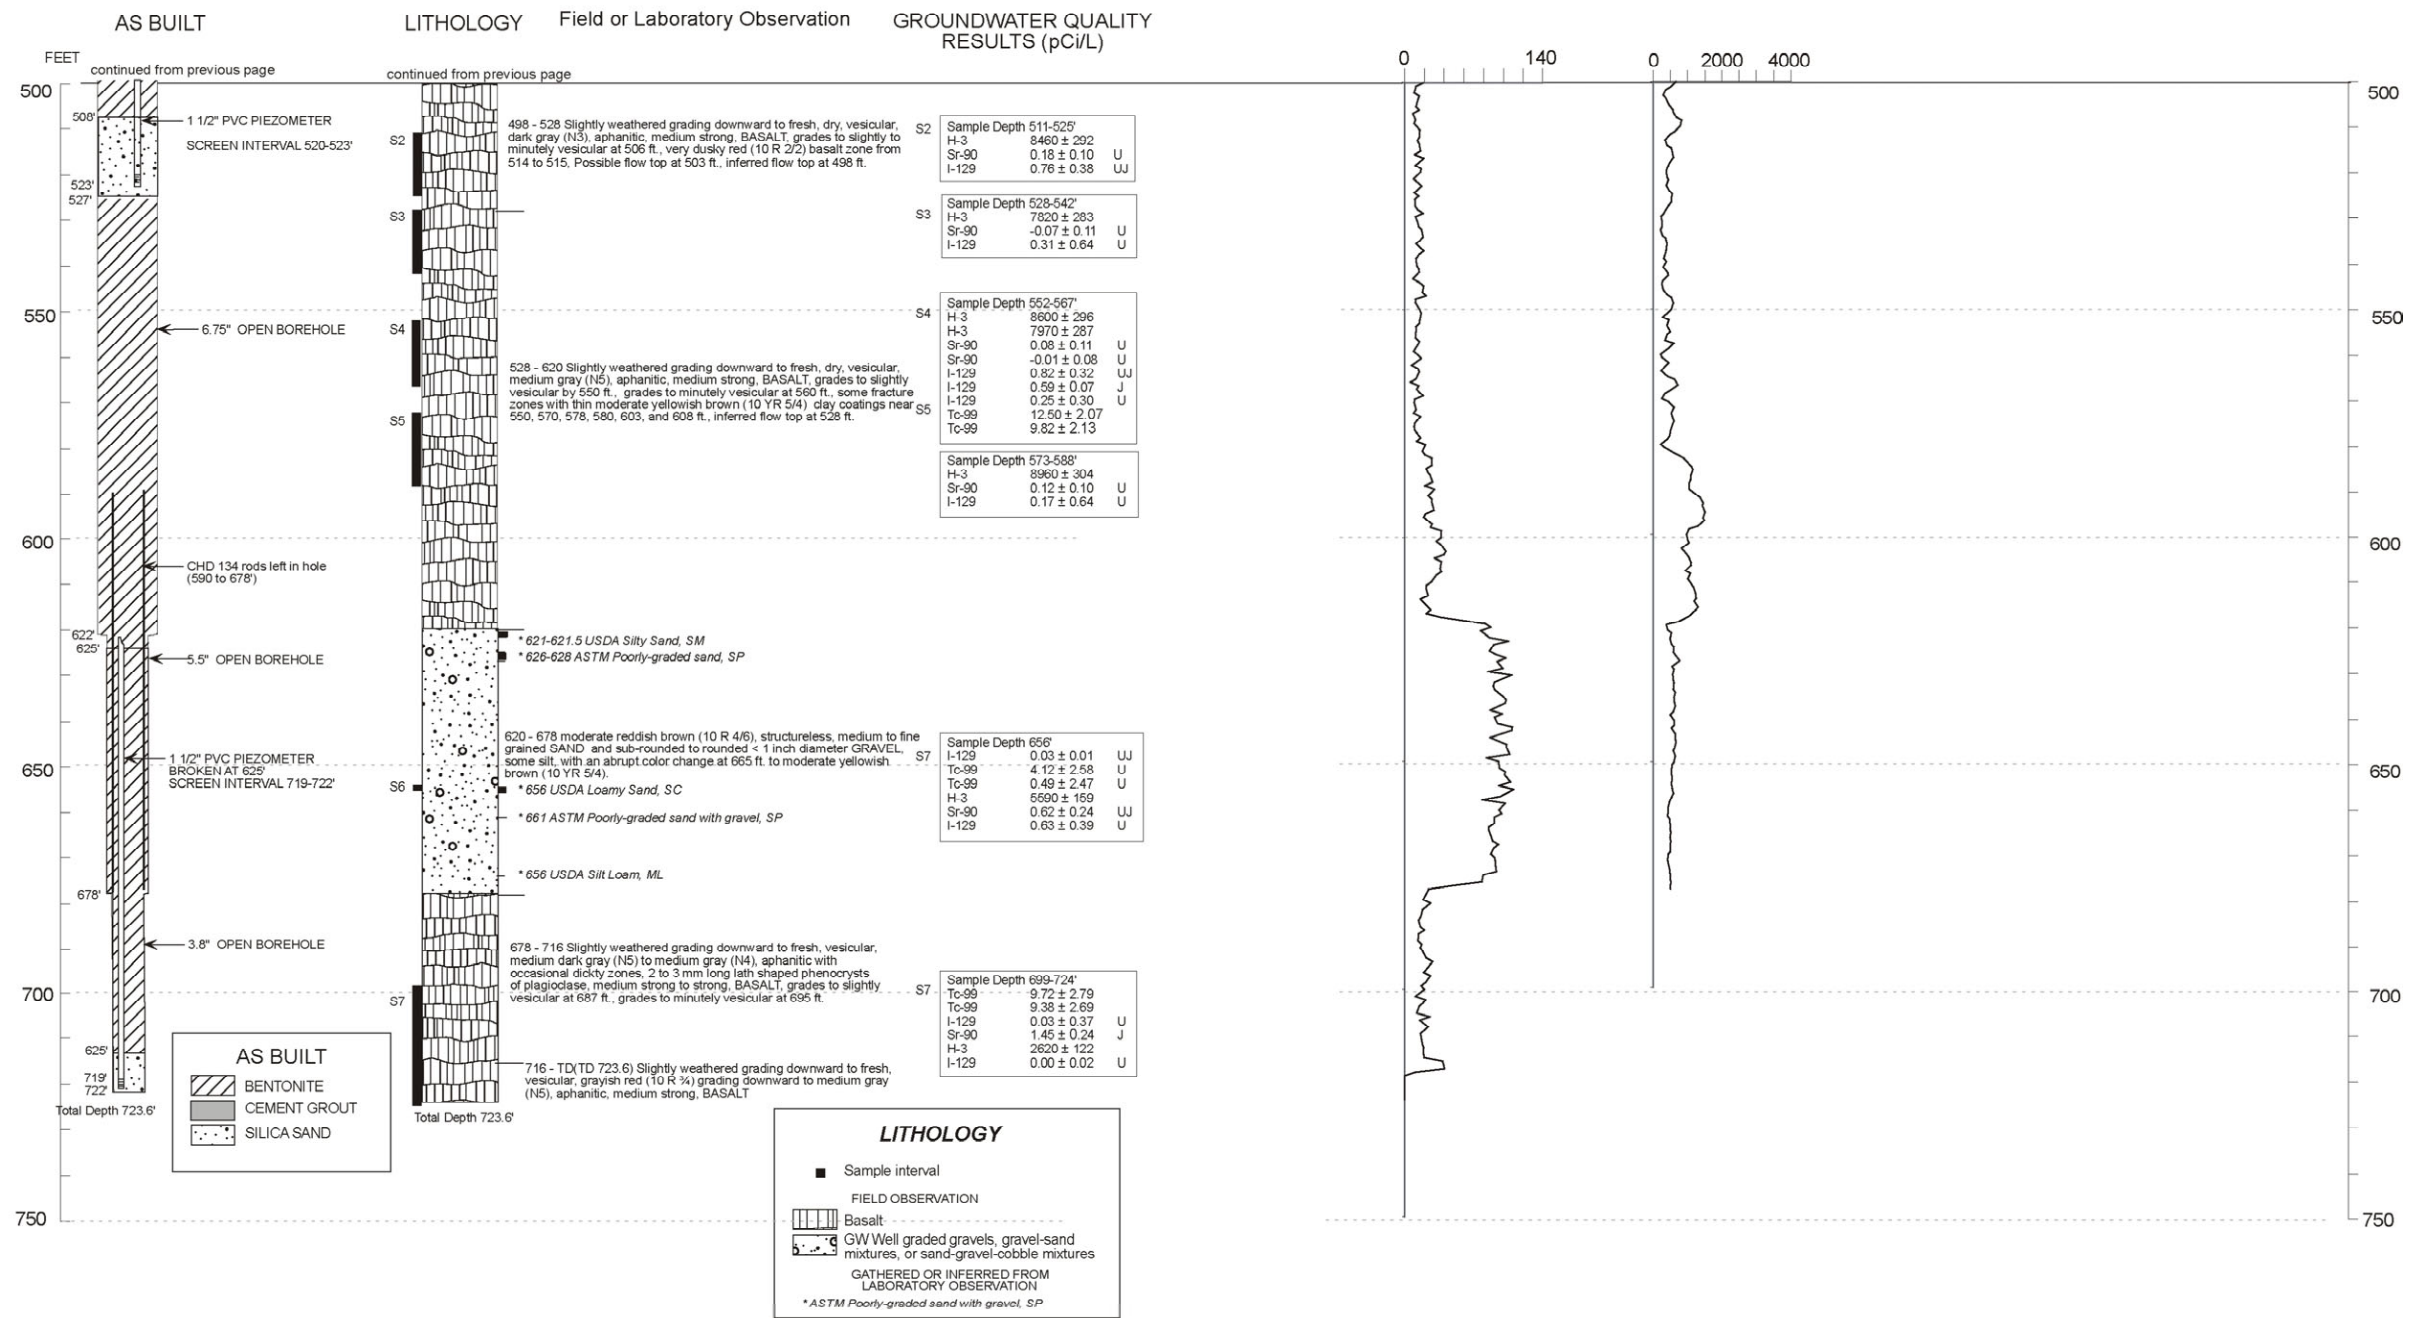 AS BUILT
LITHOLOGY
Field or Laboratory Observation
GROUNDWATER QUALITY
RESULTS (pCi/L)
FEET
continued from previous page
continued from previous page
0
140
0
2000
4000
500
550
600
650
700
750
508'
1 1/2" PVC PIEZOMETER
SCREEN INTERVAL 520-523'
523'
527'
6.75" OPEN BOREHOLE
CHD 134 rods left in hole
(590 to 678')
622'
625'
5.5" OPEN BOREHOLE
1 1/2" PVC PIEZOMETER
BROKEN AT 625'
SCREEN INTERVAL 719-722'
678'
3.8" OPEN BOREHOLE
625'
719'
722'
Total Depth 723.6'
AS BUILT
BENTONITE
CEMENT GROUT
SILICA SAND
S2
S3
S4
S5
S6
S7
498 - 528 Slightly weathered grading downward to fresh, dry, vesicular,
dark gray (N3), aphanitic, medium strong, BASALT, grades to slightly to
minutely vesicular at 506 ft., very dusky red (10 R 2/2) basalt zone from
514 to 515, Possible flow top at 503 ft., inferred flow top at 498 ft.
528 - 620 Slightly weathered grading downward to fresh, dry, vesicular,
medium gray (N5), aphanitic, medium strong, BASALT, grades to slightly
vesicular by 550 ft., grades to minutely vesicular at 560 ft., some fracture
zones with thin moderate yellowish brown (10 YR 5/4) clay coatings near
550, 570, 578, 580, 603, and 608 ft., inferred flow top at 528 ft.
* 621-621.5 USDA Silty Sand, SM
* 626-628 ASTM Poorly-graded sand, SP
620 - 678 moderate reddish brown (10 R 4/6), structureless, medium to fine
grained SAND and sub-rounded to rounded < 1 inch diameter GRAVEL,
some silt, with an abrupt color change at 665 ft. to moderate yellowish
brown (10 YR 5/4).
* 656 USDA Loamy Sand, SC
* 661 ASTM Poorly-graded sand with gravel, SP
* 656 USDA Silt Loam, ML
678 - 716 Slightly weathered grading downward to fresh, vesicular,
medium dark gray (N5) to medium gray (N4), aphanitic with
occasional dickty zones, 2 to 3 mm long lath shaped phenocrysts
of plagioclase, medium strong to strong, BASALT, grades to slightly
vesicular at 687 ft., grades to minutely vesicular at 695 ft.
716 - TD(TD 723.6) Slightly weathered grading downward to fresh,
vesicular, grayish red (10 R ¾) grading downward to medium gray
(N5), aphanitic, medium strong, BASALT
Total Depth 723.6'
S2
Sample Depth 511-525'
H-3 8460 ± 292
Sr-90 0.18 ± 0.10 U
I-129 0.76 ± 0.38 UJ
S3
Sample Depth 528-542'
H-3 7820 ± 283
Sr-90 -0.07 ± 0.11 U
I-129 0.31 ± 0.64 U
S4
Sample Depth 552-567'
H-3 8600 ± 296
H-3 7970 ± 287
Sr-90 0.08 ± 0.11 U
Sr-90 -0.01 ± 0.08 U
I-129 0.82 ± 0.32 UJ
I-129 0.59 ± 0.07 J
I-129 0.25 ± 0.30 U
Tc-99 12.50 ± 2.07
Tc-99 9.82 ± 2.13
S5
Sample Depth 573-588'
H-3 8960 ± 304
Sr-90 0.12 ± 0.10 U
I-129 0.17 ± 0.64 U
S7
Sample Depth 656'
I-129 0.03 ± 0.01 UJ
Tc-99 4.12 ± 2.58 U
Tc-99 0.49 ± 2.47 U
H-3 5590 ± 159
Sr-90 0.62 ± 0.24 UJ
I-129 0.63 ± 0.39 U
S7
Sample Depth 699-724'
Tc-99 9.72 ± 2.79
Tc-99 9.38 ± 2.69
I-129 0.03 ± 0.37 U
Sr-90 1.45 ± 0.24 J
H-3 2620 ± 122
I-129 0.00 ± 0.02 U
LITHOLOGY
Sample interval
FIELD OBSERVATION
Basalt
GW Well graded gravels, gravel-sand
mixtures, or sand-gravel-cobble mixtures
GATHERED OR INFERRED FROM
LABORATORY OBSERVATION
* ASTM Poorly-graded sand with gravel, SP
500
550
600
650
700
750